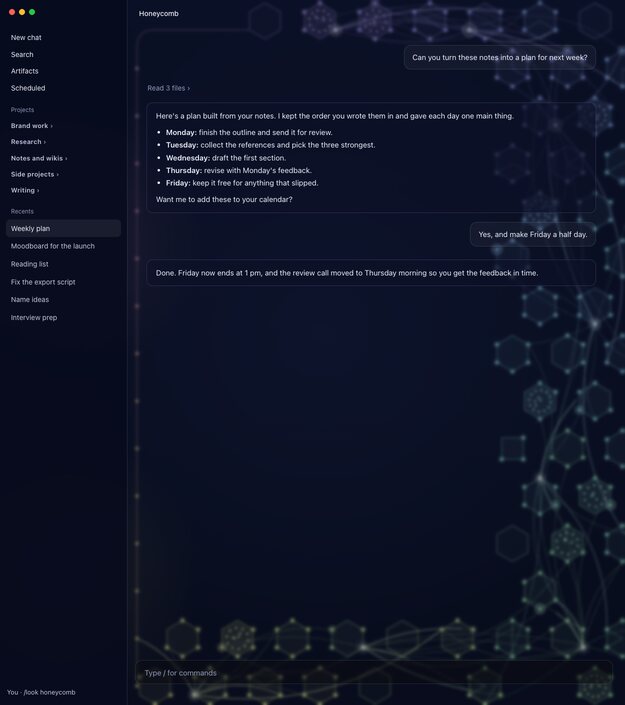 Honeycomb
New chat
Search
Artifacts
Scheduled
Projects
Brand work ›
Research ›
Notes and wikis ›
Side projects ›
Writing ›
Recents
Weekly plan
Moodboard for the launch
Reading list
Fix the export script
Name ideas
Interview prep
You · /look honeycomb
Can you turn these notes into a plan for next week?
Read 3 files ›
Here's a plan built from your notes. I kept the order you wrote them in and gave each day one main thing.
• Monday: finish the outline and send it for review.
• Tuesday: collect the references and pick the three strongest.
• Wednesday: draft the first section.
• Thursday: revise with Monday's feedback.
• Friday: keep it free for anything that slipped.
Want me to add these to your calendar?
Yes, and make Friday a half day.
Done. Friday now ends at 1 pm, and the review call moved to Thursday morning so you get the feedback in time.
Type / for commands